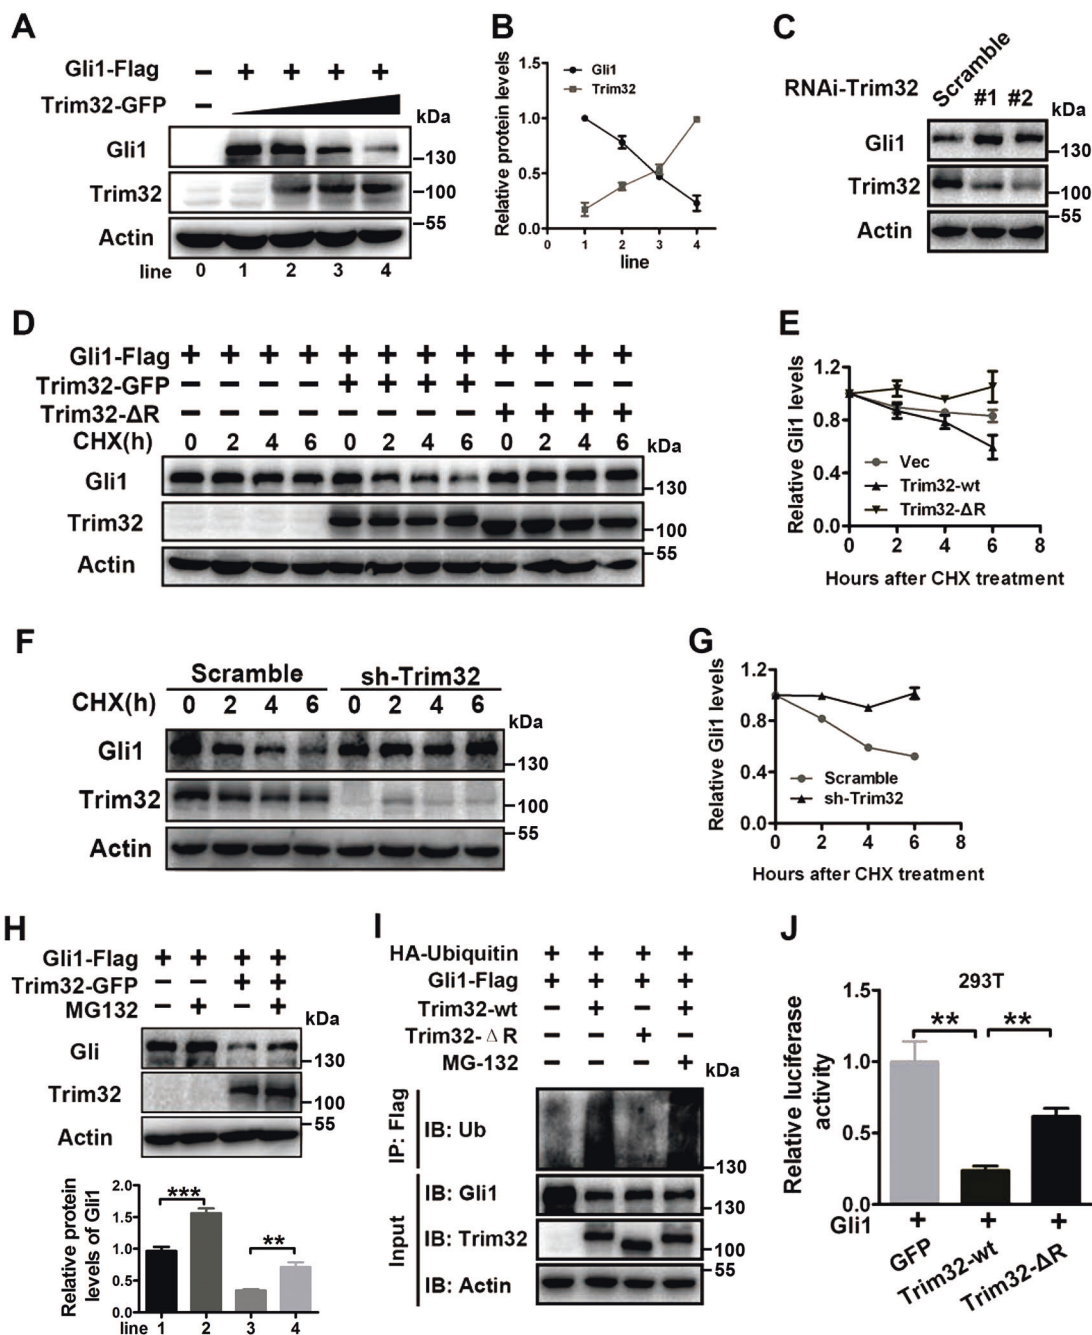 A
Gli1-Flag − + + + +
Trim32-GFP −
kDa
Gli1
130
Trim32
100
55
Actin
line 0 1 2 3 4
B
Relative protein levels
1.5
1.0
0.5
0.0
Gli1
Trim32
0 1 2 3 4
line
C
RNAi-Trim32 Scramble #1 #2
kDa
Gli1
130
Trim32
100
55
Actin
D
Gli1-Flag + + + + + + + + + + + +
Trim32-GFP − − − − + + + + − − − −
Trim32-ΔR − − − − − − − − + + + +
CHX(h) 0 2 4 6 0 2 4 6 0 2 4 6 kDa
Gli1
130
Trim32
100
55
Actin
E
Relative Gli1 levels
1.2
0.8
0.4
0.0
Vec
Trim32-wt
Trim32-ΔR
0 2 4 6 8
Hours after CHX treatment
F
Scramble sh-Trim32
CHX(h) 0 2 4 6 0 2 4 6
kDa
Gli1
130
Trim32
100
55
Actin
G
Relative Gli1 levels
1.2
0.8
0.4
0.0
Scramble
sh-Trim32
0 2 4 6 8
Hours after CHX treatment
H
Gli1-Flag + + + +
Trim32-GFP − − + +
MG132 − + − +
kDa
Gli
130
Trim32
100
55
Actin
Relative protein
levels of Gli1
2.0
1.5
1.0
0.5
0.0
*** **
line 1 2 3 4
I
HA-Ubiquitin + + + +
Gli1-Flag + + + +
Trim32-wt − + − +
Trim32-Δ R − − + −
MG-132 − − − +
kDa
IP: Flag
IB: Ub
130
Input
IB: Gli1
130
IB: Trim32
100
55
IB: Actin
J
293T
Relative luciferase
activity
1.5
1.0
0.5
0.0
** **
Gli1 + + +
GFP Trim32-wt Trim32-ΔR